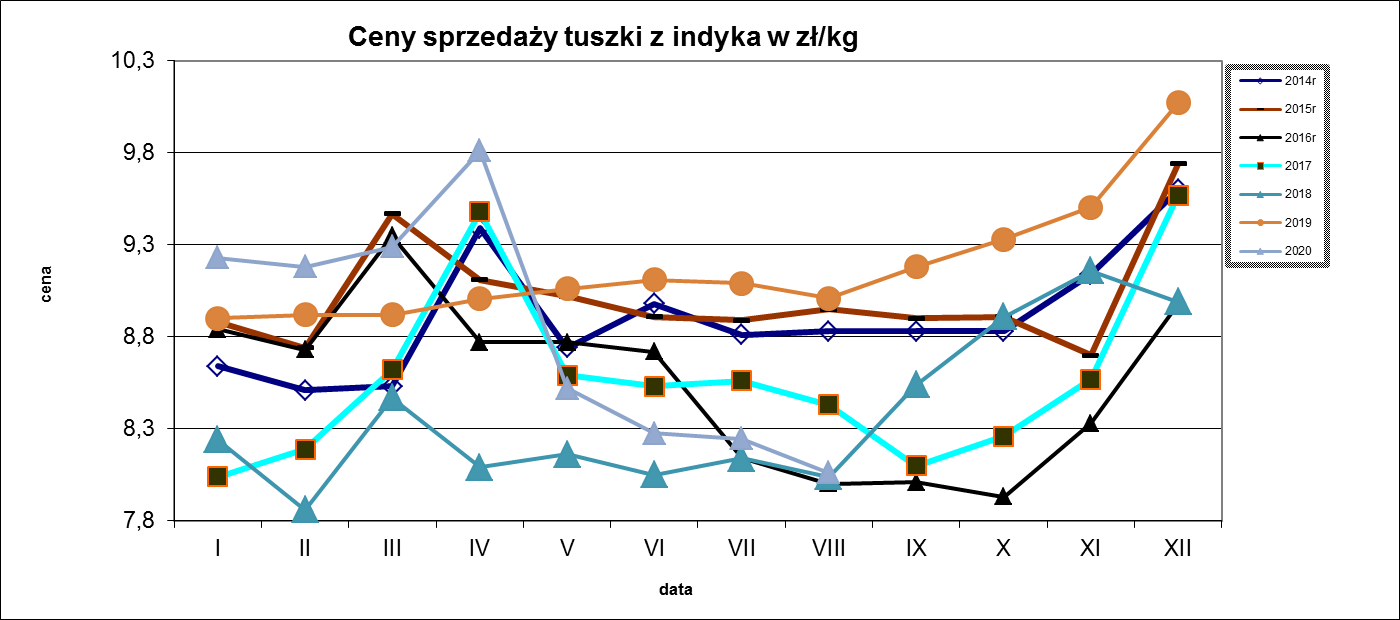 Ceny sprzedaży tuszki z indyka w zł/kg
10,3
9,8
9,3
8,8
8,3
7,8
cena
I II III IV V VI VII VIII IX X XI XII
data
2014r
2015r
2016r
2017
2018
2019
2020